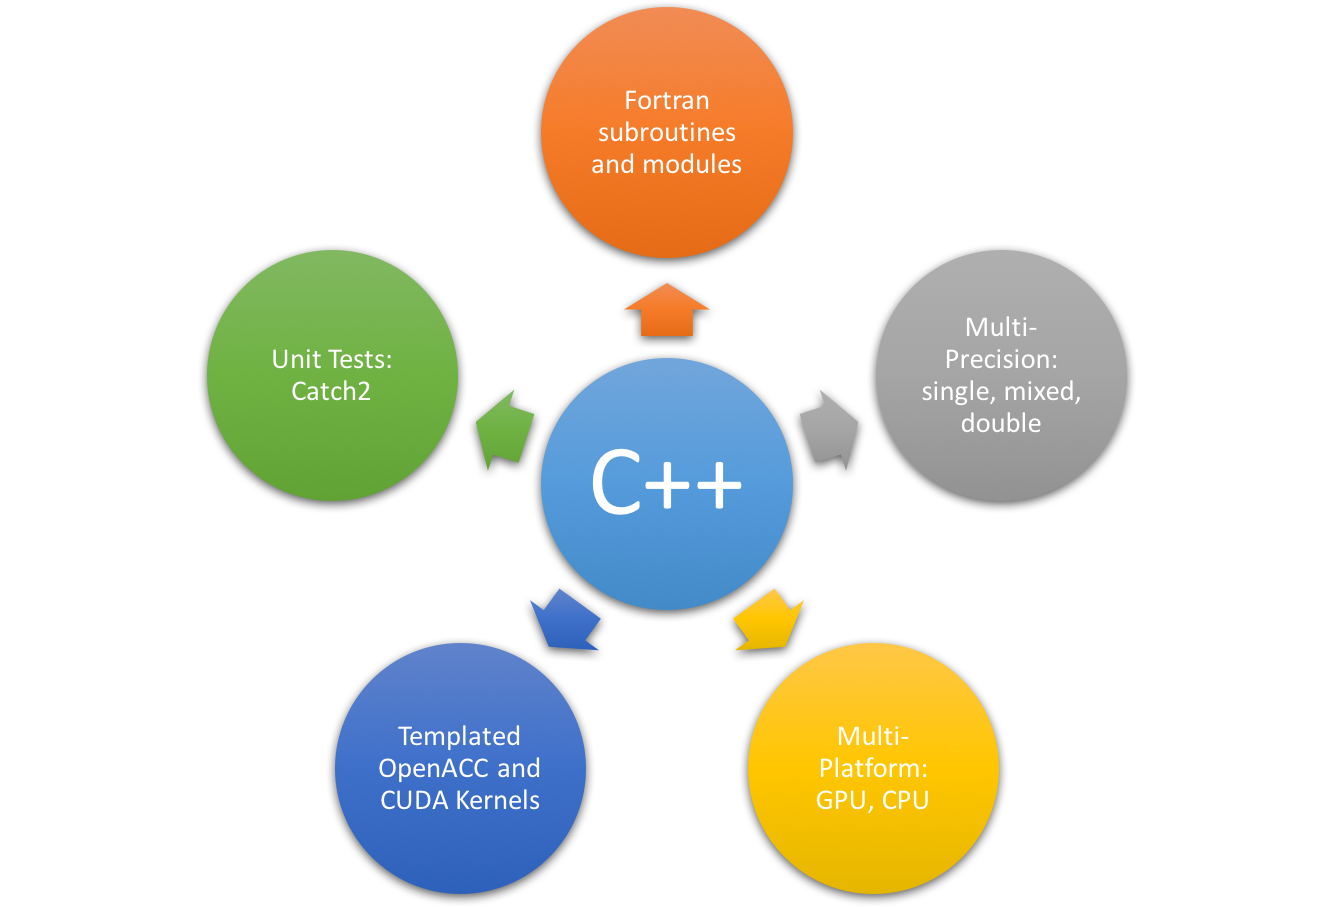 Fortran
subroutines
and modules
Multi-
Precision:
single, mixed,
double
Unit Tests:
Catch2
C++
Templated
OpenACC and
CUDA Kernels
Multi-
Platform:
GPU, CPU